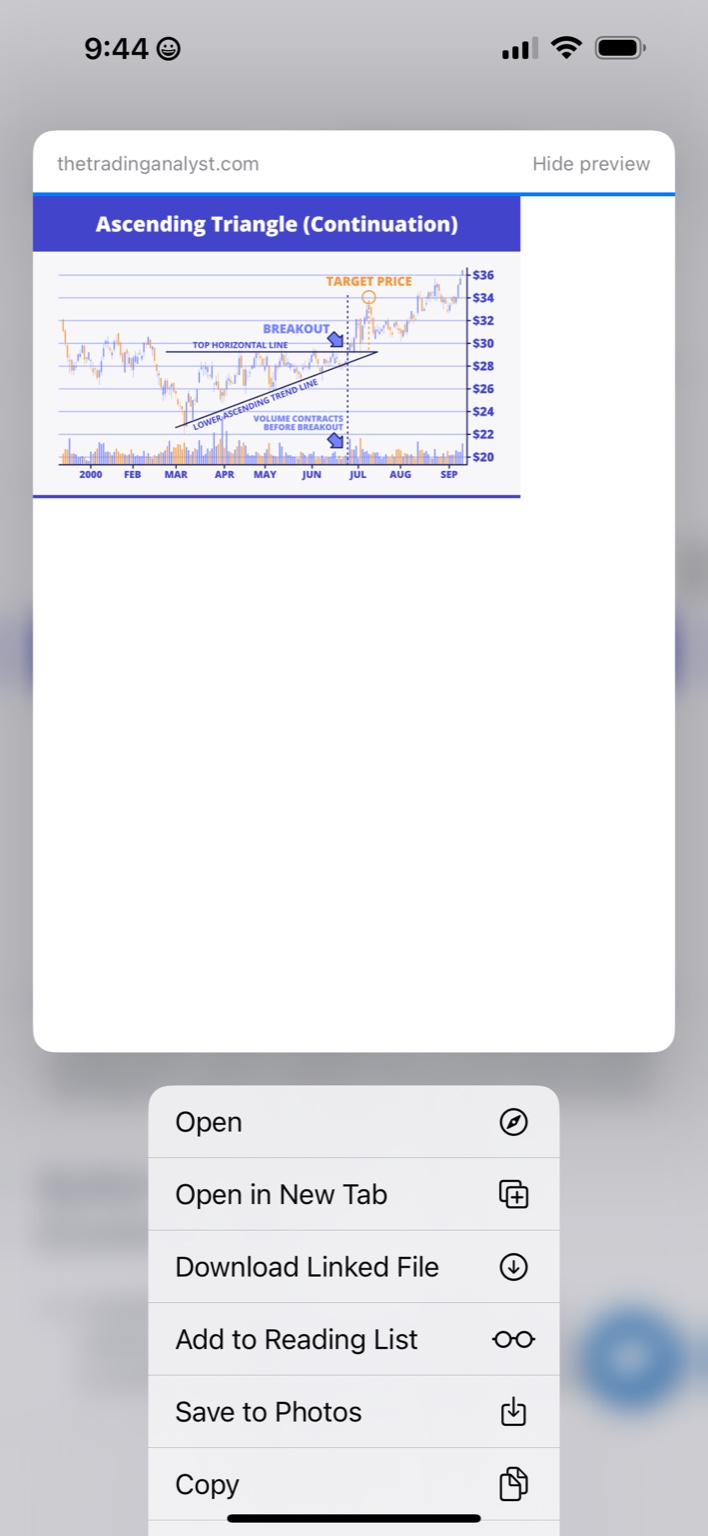 9:44
thetradinganalyst.com Hide preview
Ascending Triangle (Continuation)
TARGET PRICE
$36
$34
$32
BREAKOUT
$30
TOP HORIZONTAL LINE
$28
$26
LOWER ASCENDING TREND LINE
$24
VOLUME CONTRACTS
BEFORE BREAKOUT
$22
$20
2000 FEB MAR APR MAY JUN JUL AUG SEP
Open
Open in New Tab
Download Linked File
Add to Reading List
Save to Photos
Copy